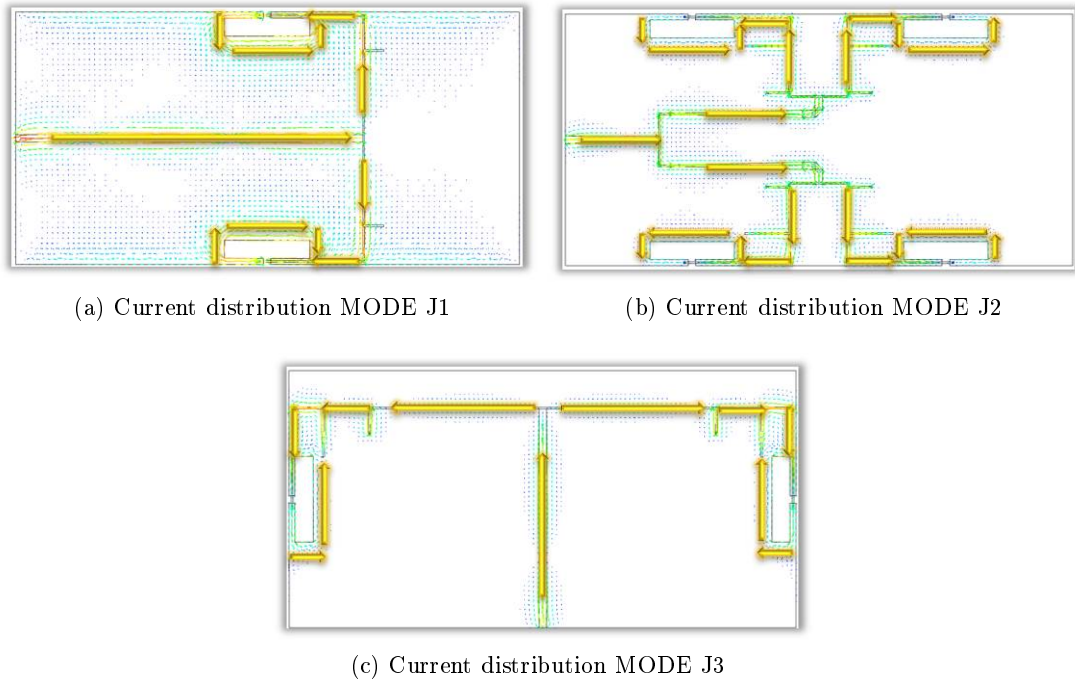 (a) Current distribution MODE J1
(b) Current distribution MODE J2
(c) Current distribution MODE J3